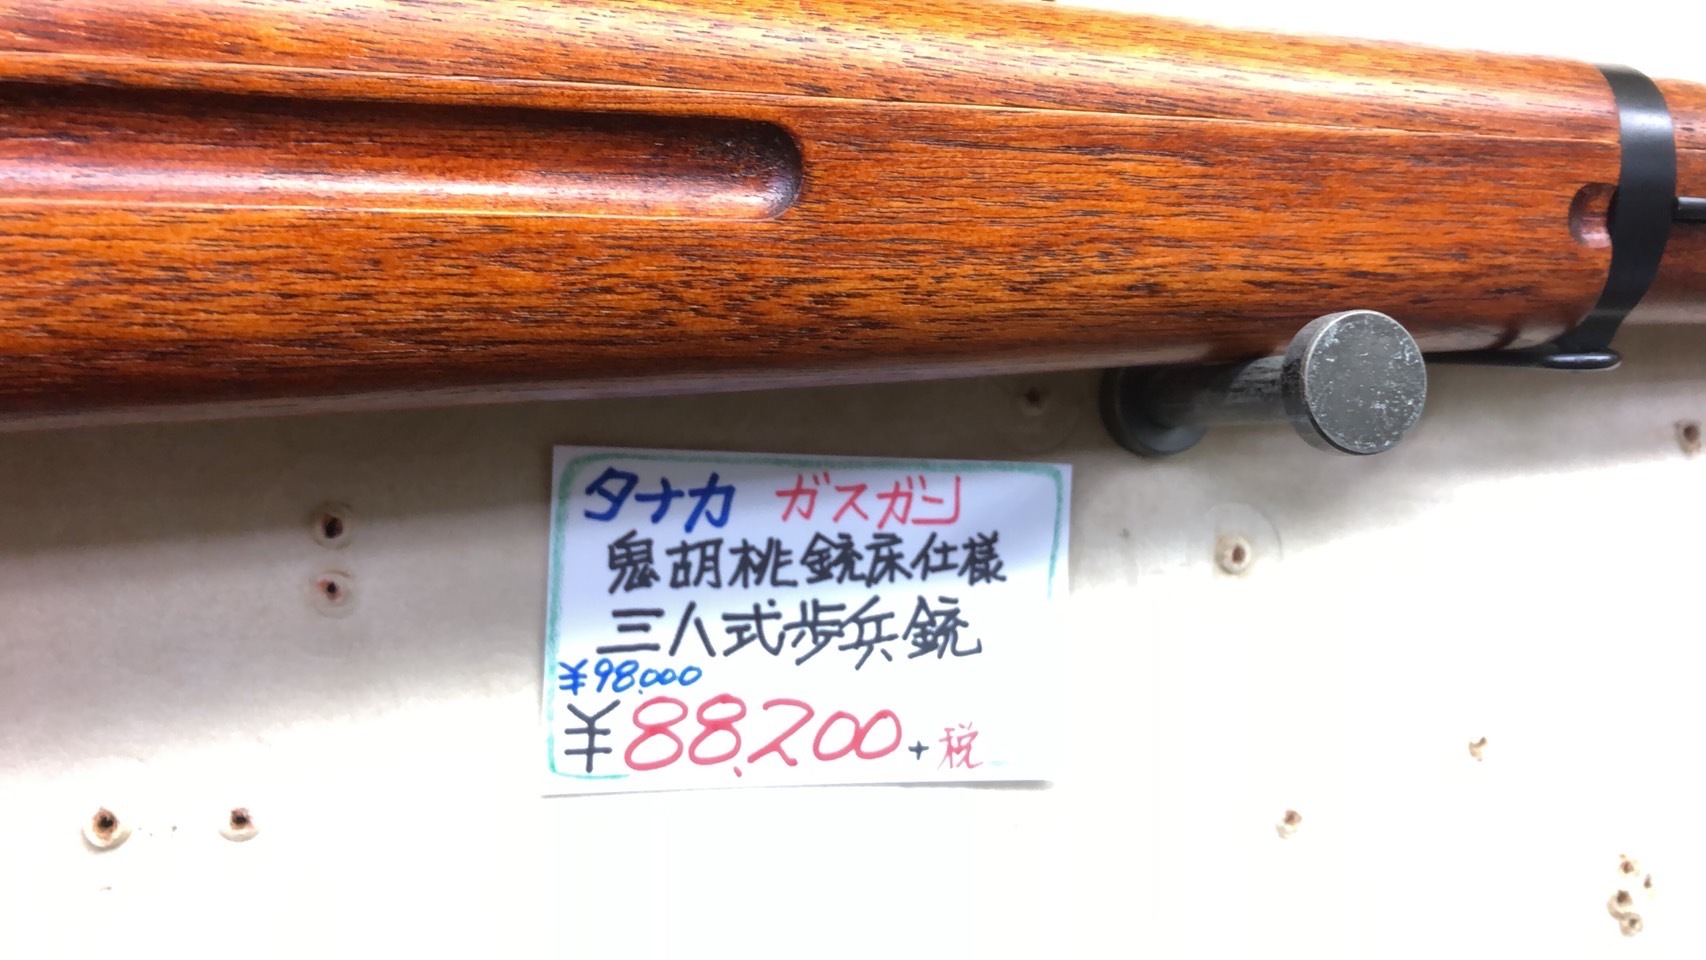 タナカ ガスガン
鬼胡桃銃床仕様
三八式歩兵銃
¥98,000
¥88,200+税